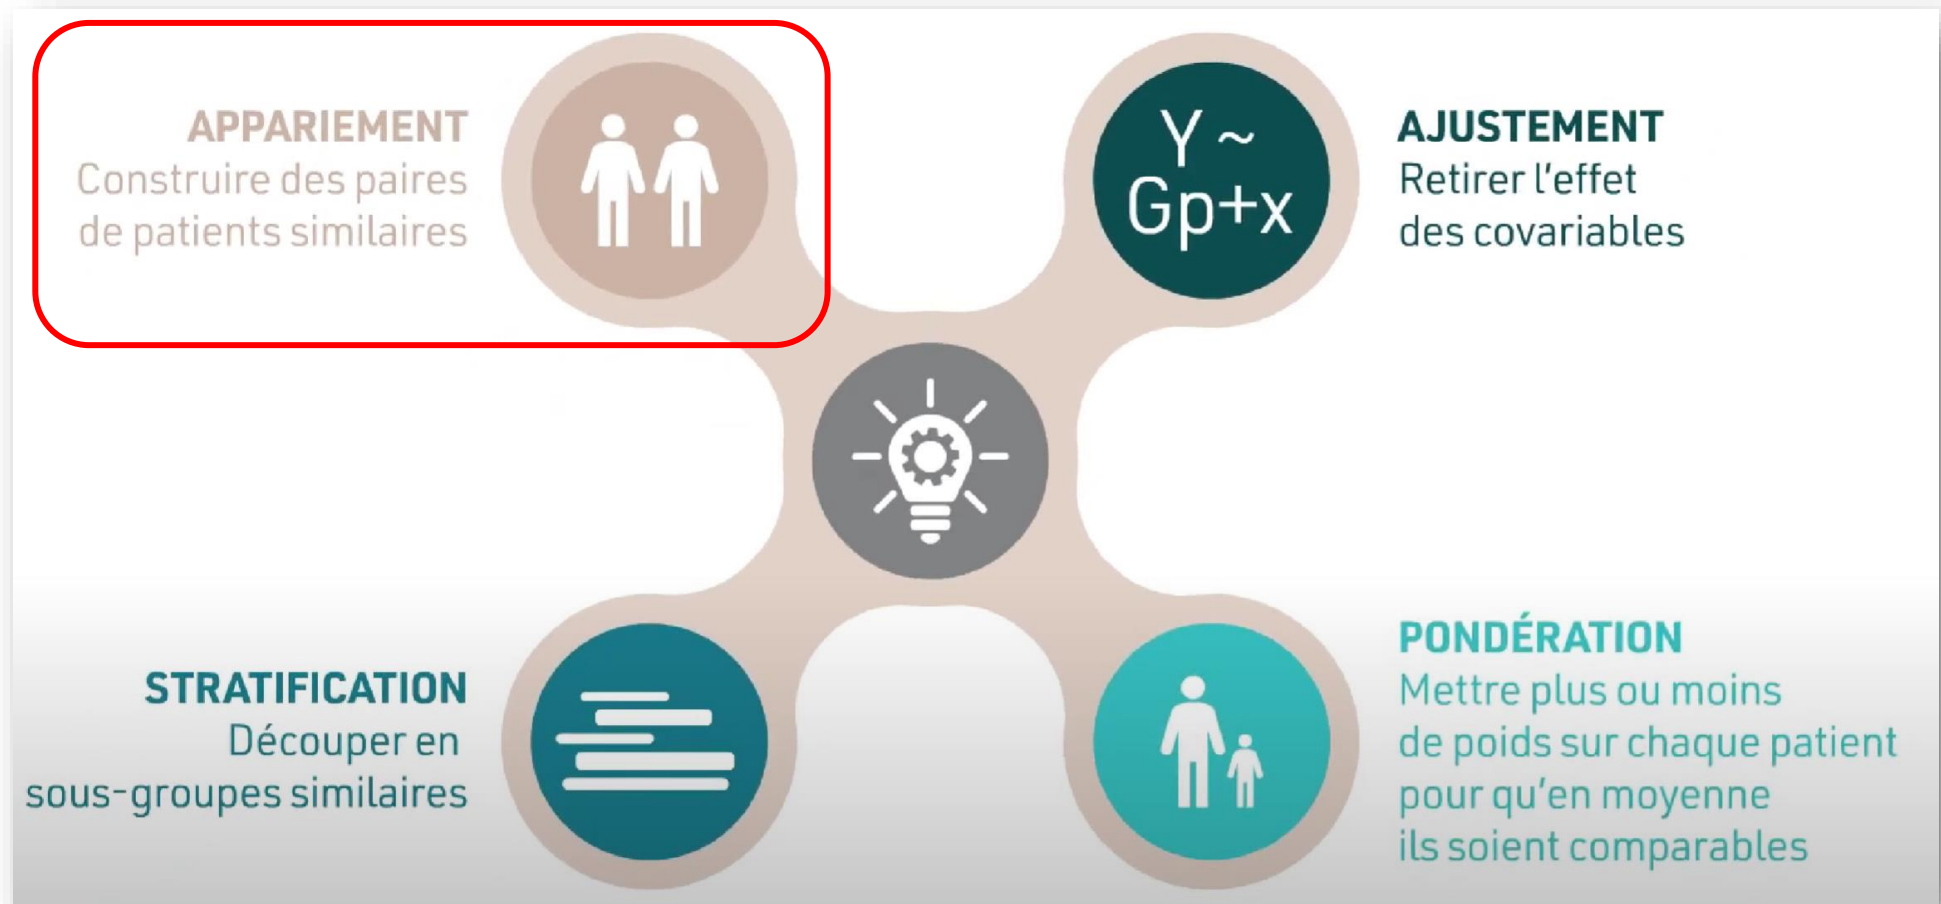 APPARIEMENT
Construire des paires
de patients similaires
Y ~
Gp+x
AJUSTEMENT
Retirer l'effet
des covariables
STRATIFICATION
Découper en
sous-groupes similaires
PONDÉRATION
Mettre plus ou moins
de poids sur chaque patient
pour qu'en moyenne
ils soient comparables